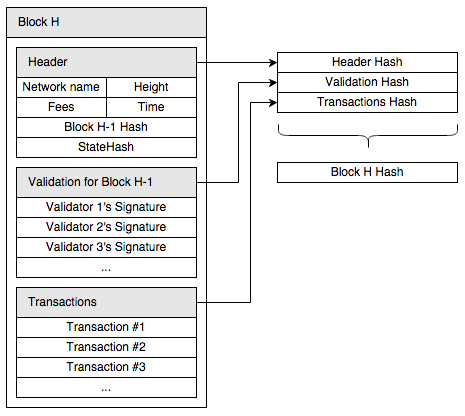 Block H
Header
Network name Height
Fees Time
Block H-1 Hash
StateHash
Validation for Block H-1
Validator 1's Signature
Validator 2's Signature
Validator 3's Signature
...
Transactions
Transaction #1
Transaction #2
Transaction #3
...
Header Hash
Validation Hash
Transactions Hash
Block H Hash